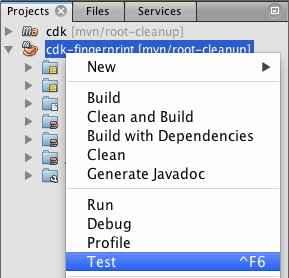 Projects Files Services
cdk [mvn/root-cleanup]
cdk-fingerprint [mvn/root-cleanup]
New
Build
Clean and Build
Build with Dependencies
Clean
Generate Javadoc
Run
Debug
Profile
Test ^F6